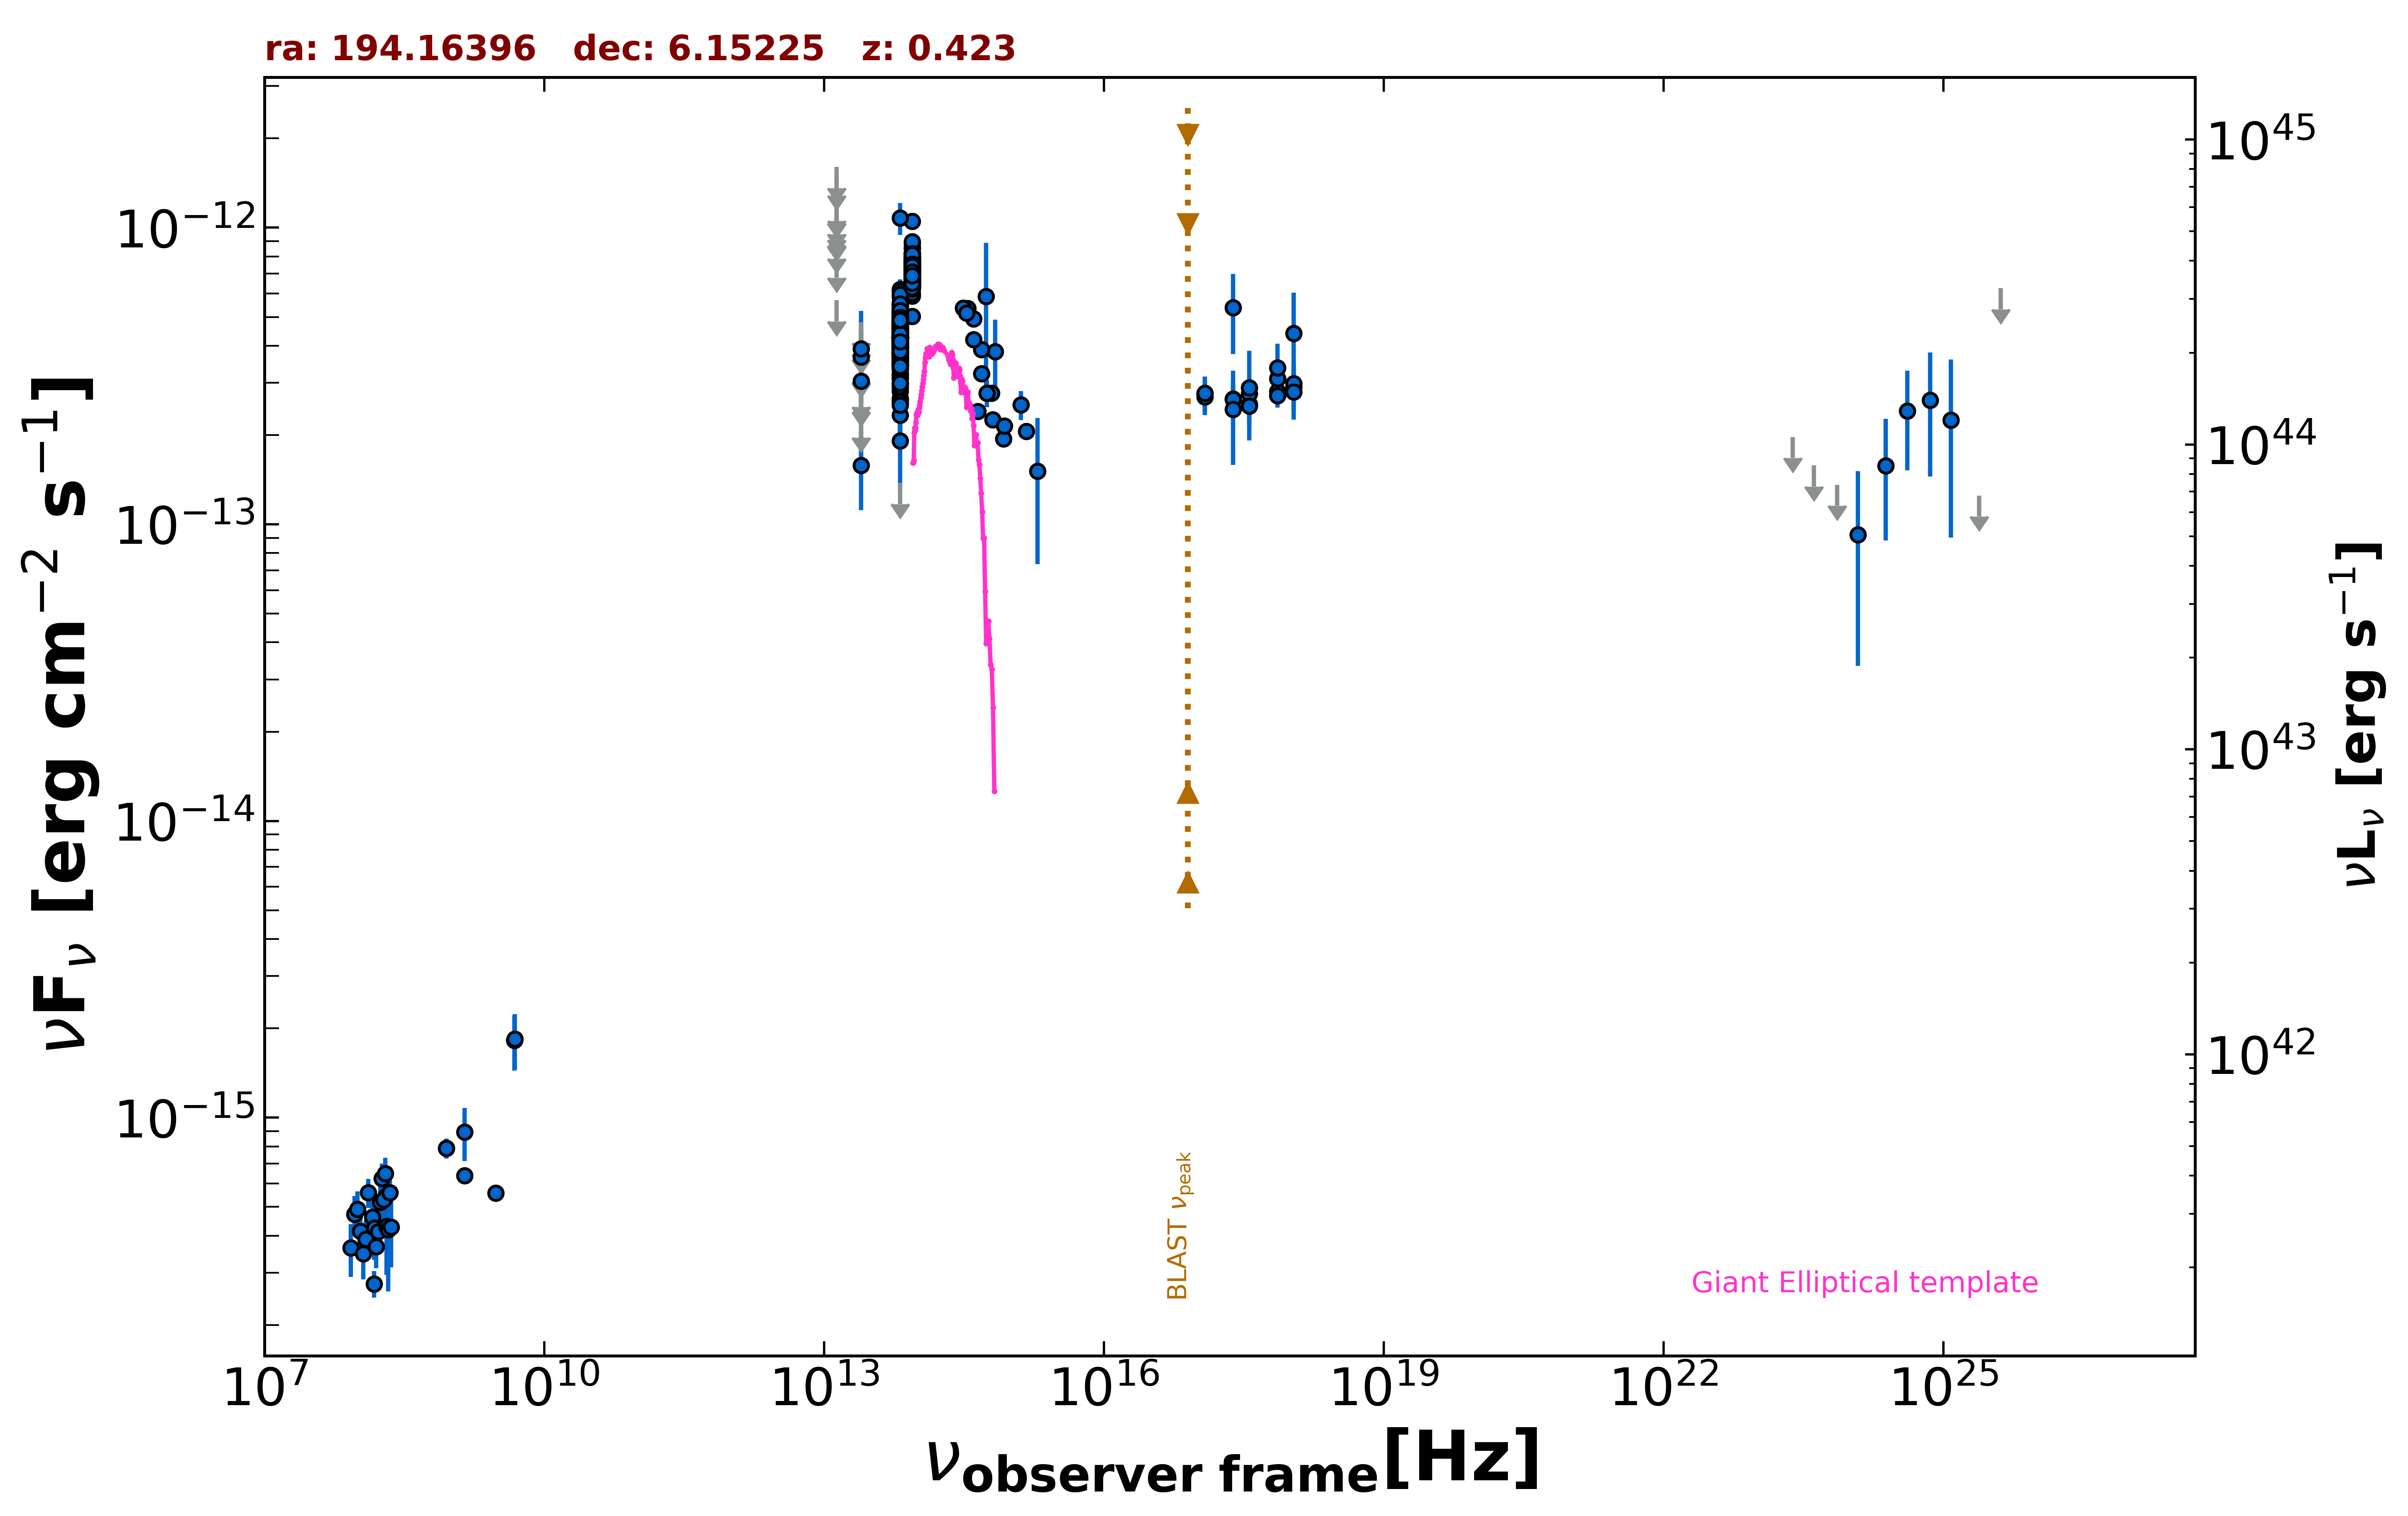 ra: 194.16396 dec: 6.15225 z: 0.423
νFν [erg cm⁻² s⁻¹]
10⁻¹²
10⁻¹³
10⁻¹⁴
10⁻¹⁵
BLAST νpeak
Giant Elliptical template
10⁴⁵
10⁴⁴
10⁴³
10⁴²
νLν [erg s⁻¹]
10⁷ 10¹⁰ 10¹³ 10¹⁶ 10¹⁹ 10²² 10²⁵
νobserver frame[Hz]